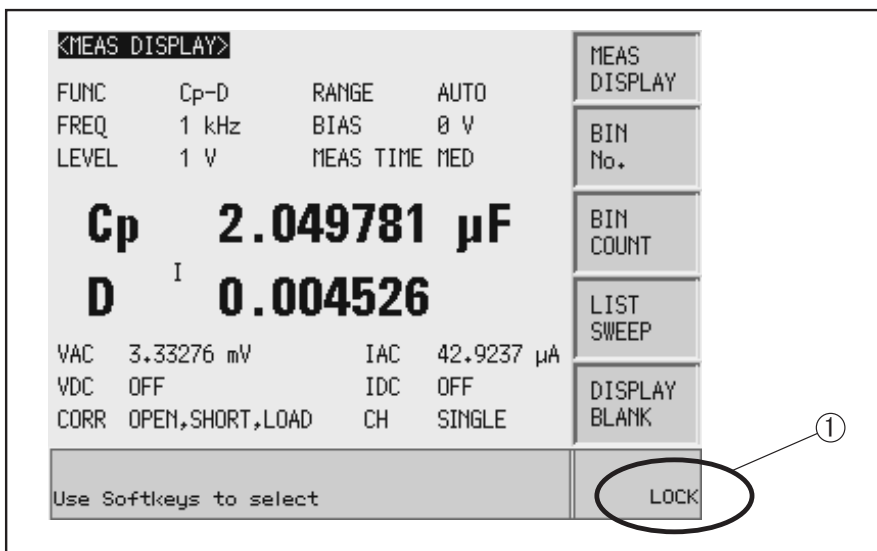 <MEAS DISPLAY>
FUNC Cp-D RANGE AUTO
FREQ 1 kHz BIAS 0 V
LEVEL 1 V MEAS TIME MED
Cp 2.049781 µF
I
D 0.004526
VAC 3.33276 mV IAC 42.9237 µA
VDC OFF IDC OFF
CORR OPEN,SHORT,LOAD CH SINGLE
Use Softkeys to select
MEAS
DISPLAY
BIN
No.
BIN
COUNT
LIST
SWEEP
DISPLAY
BLANK
LOCK
①